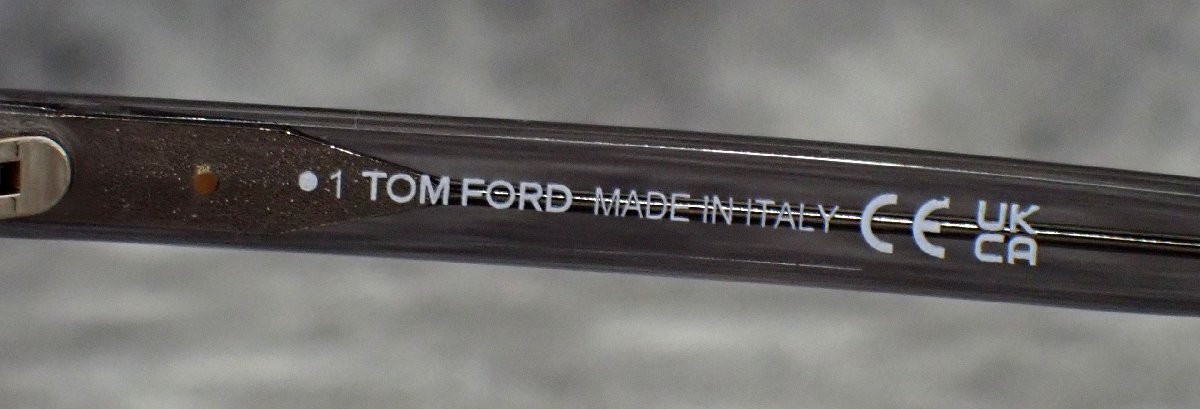 ● 1 TOM FORD MADE IN ITALY CE UK
CA